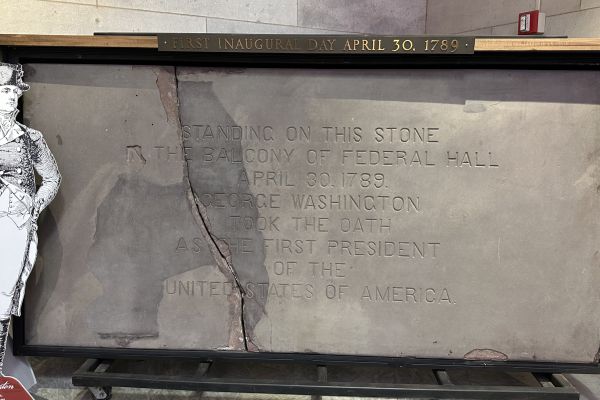 FIRST INAUGURAL DAY APRIL 30, 1789
STANDING ON THIS STONE
IN THE BALCONY OF FEDERAL HALL
APRIL 30, 1789,
GEORGE WASHINGTON
TOOK THE OATH
AS THE FIRST PRESIDENT
OF THE
UNITED STATES OF AMERICA.